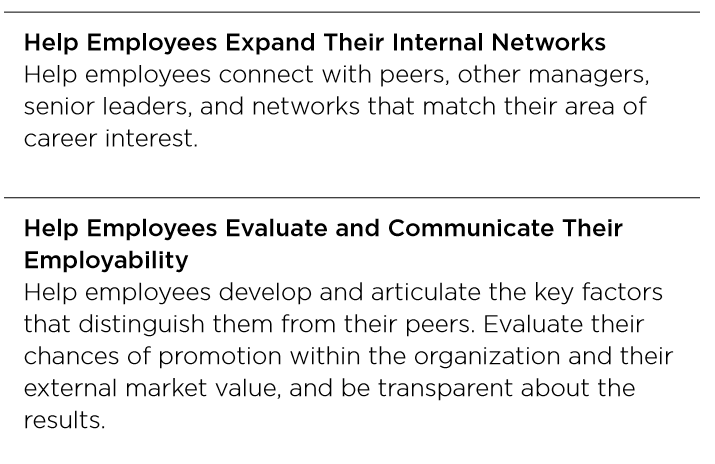 Help Employees Expand Their Internal Networks
Help employees connect with peers, other managers,
senior leaders, and networks that match their area of
career interest.
Help Employees Evaluate and Communicate Their
Employability
Help employees develop and articulate the key factors
that distinguish them from their peers. Evaluate their
chances of promotion within the organization and their
external market value, and be transparent about the
results.